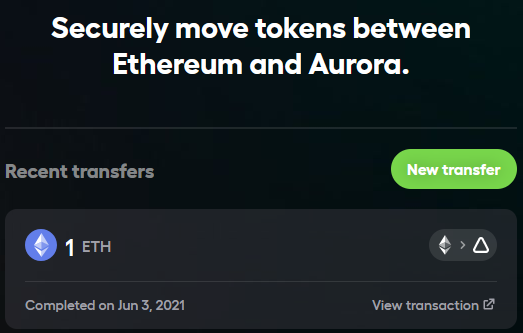 Securely move tokens between
Ethereum and Aurora.
Recent transfers
New transfer
1 ETH
Completed on Jun 3, 2021
View transaction